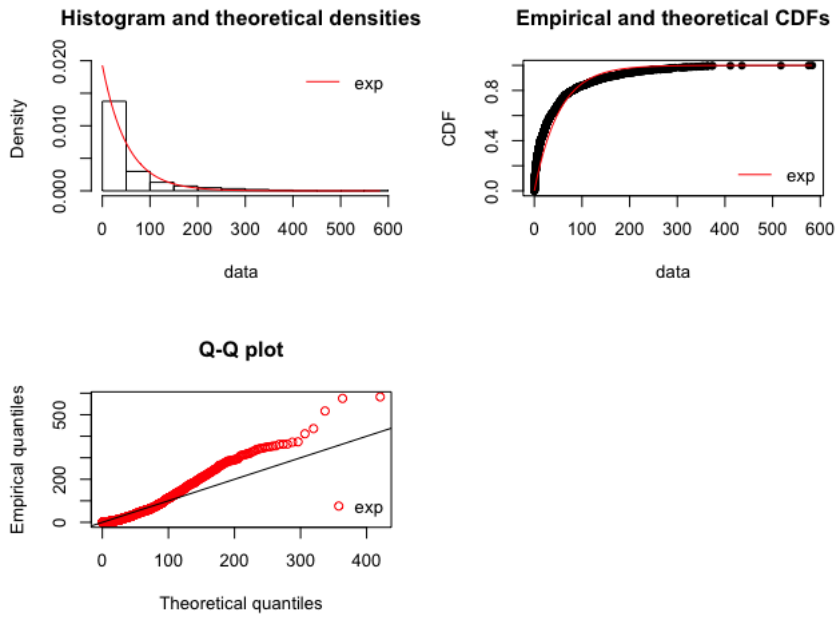 Histogram and theoretical densities
Density
0.000
0.010
0.020
exp
0 100 200 300 400 500 600
data
Empirical and theoretical CDFs
CDF
0.0
0.4
0.8
exp
0 100 200 300 400 500 600
data
Q-Q plot
Empirical quantiles
0
200
500
exp
0 100 200 300 400
Theoretical quantiles